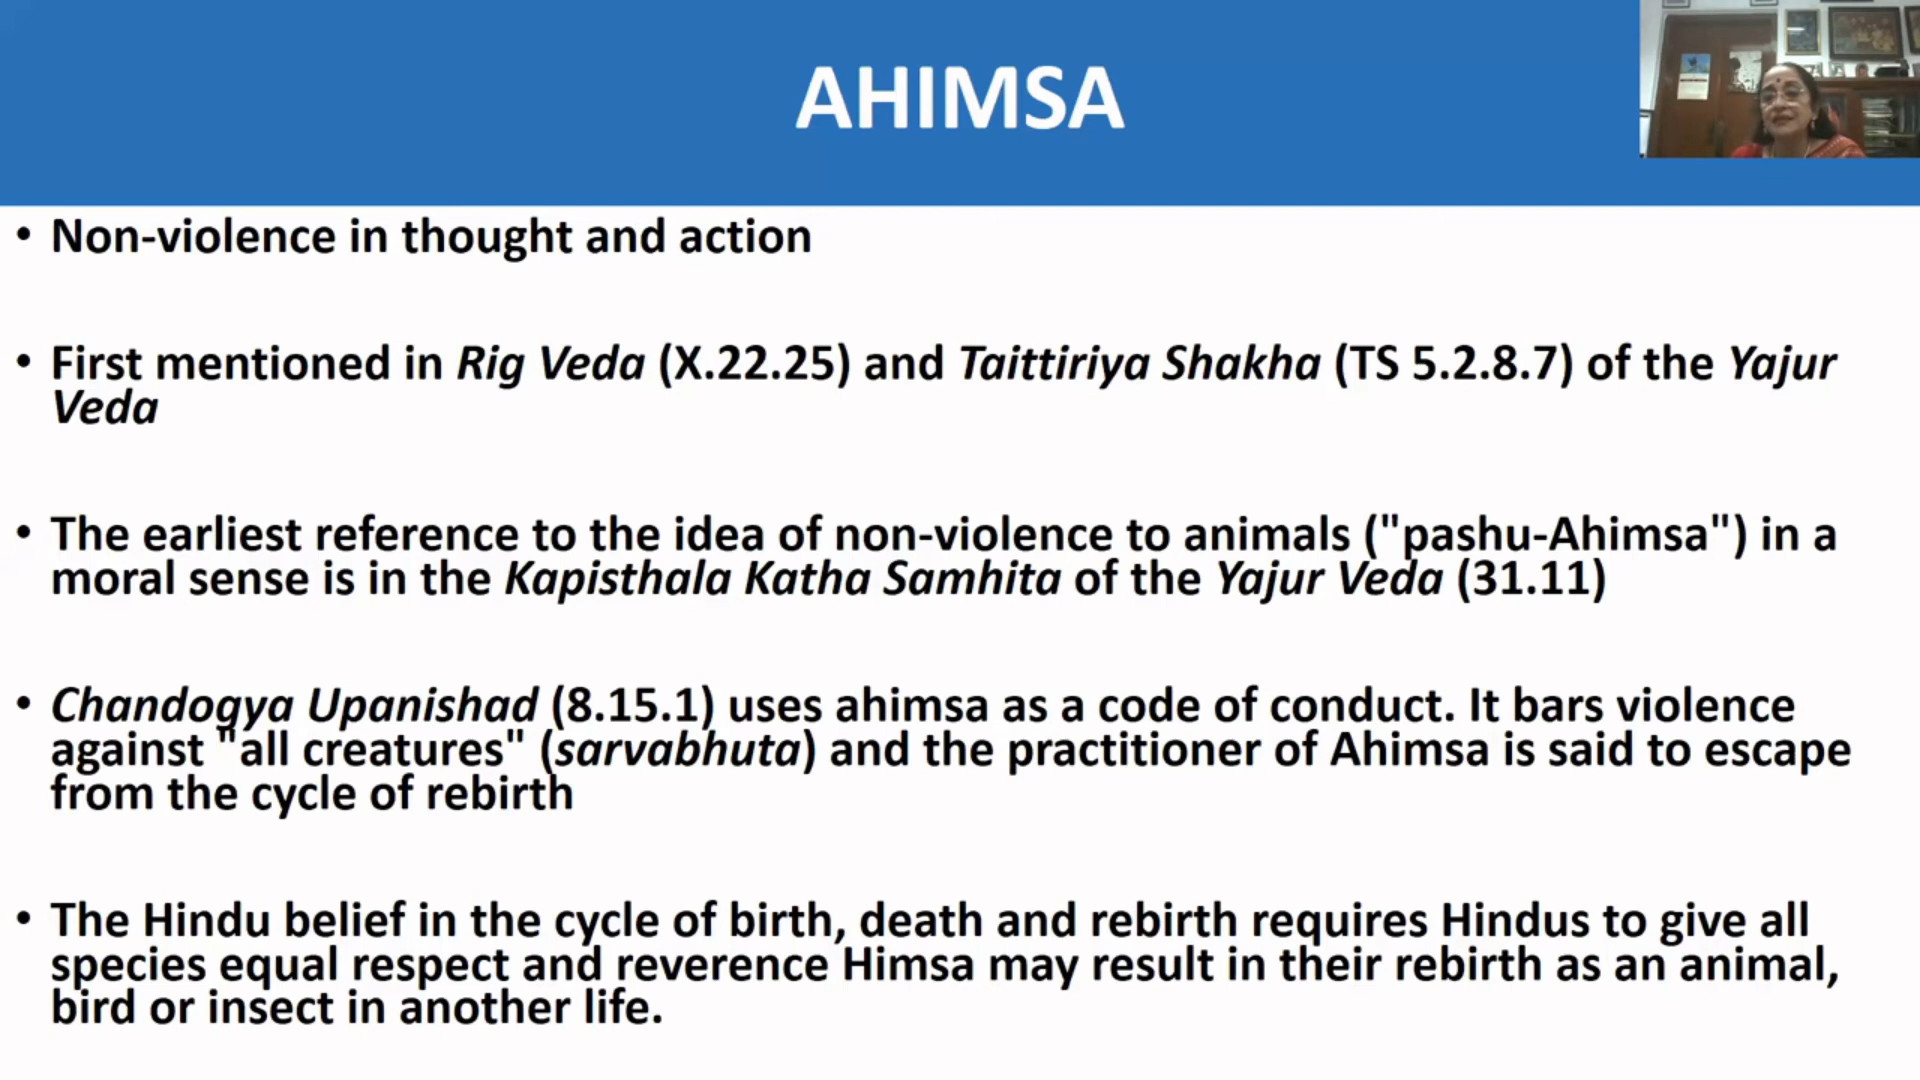 AHIMSA
• Non-violence in thought and action
• First mentioned in Rig Veda (X.22.25) and Taittiriya Shakha (TS 5.2.8.7) of the Yajur
Veda
• The earliest reference to the idea of non-violence to animals ("pashu-Ahimsa") in a
moral sense is in the Kapisthala Katha Samhita of the Yajur Veda (31.11)
• Chandogya Upanishad (8.15.1) uses ahimsa as a code of conduct. It bars violence
against "all creatures" (sarvabhuta) and the practitioner of Ahimsa is said to escape
from the cycle of rebirth
• The Hindu belief in the cycle of birth, death and rebirth requires Hindus to give all
species equal respect and reverence Himsa may result in their rebirth as an animal,
bird or insect in another life.